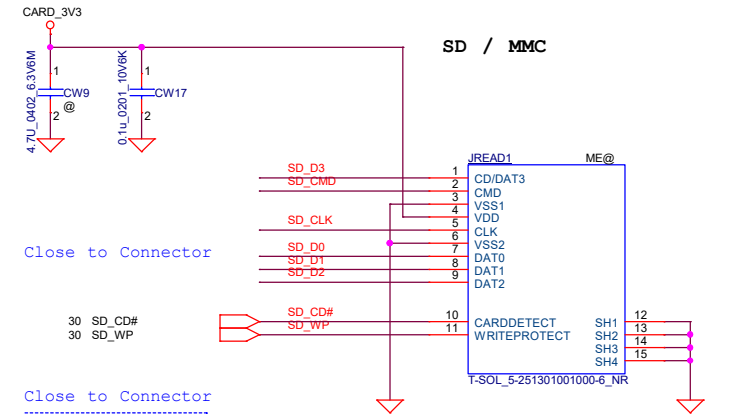 CARD_3V3
SD / MMC
4.7U_0402_6.3V6M
1
CW9
@
2
0.1u_0201_10V6K
1
CW17
2
JREAD1 ME@
SD_D3 1 CD/DAT3
SD_CMD 2 CMD
3 VSS1
4 VDD
SD_CLK 5 CLK
6 VSS2
SD_D0 7 DAT0
SD_D1 8 DAT1
SD_D2 9 DAT2
Close to Connector
30 SD_CD# SD_CD# 10 CARDDETECT SH1 12
30 SD_WP SD_WP 11 WRITEPROTECT SH2 13
SH3 14
SH4 15
T-SOL_5-251301001000-6_NR
Close to Connector